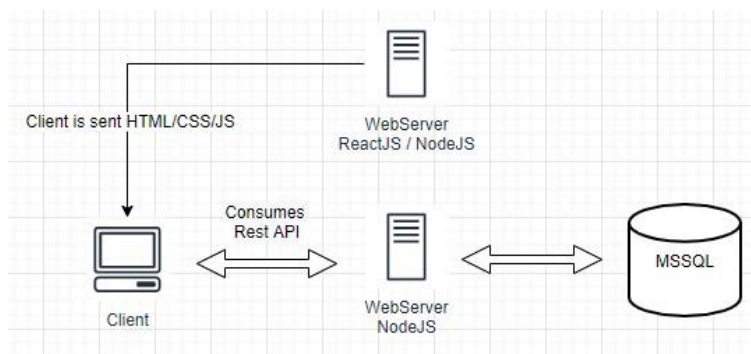 Client is sent HTML/CSS/JS
WebServer
ReactJS / NodeJS
Consumes
Rest API
MSSQL
Client
WebServer
NodeJS